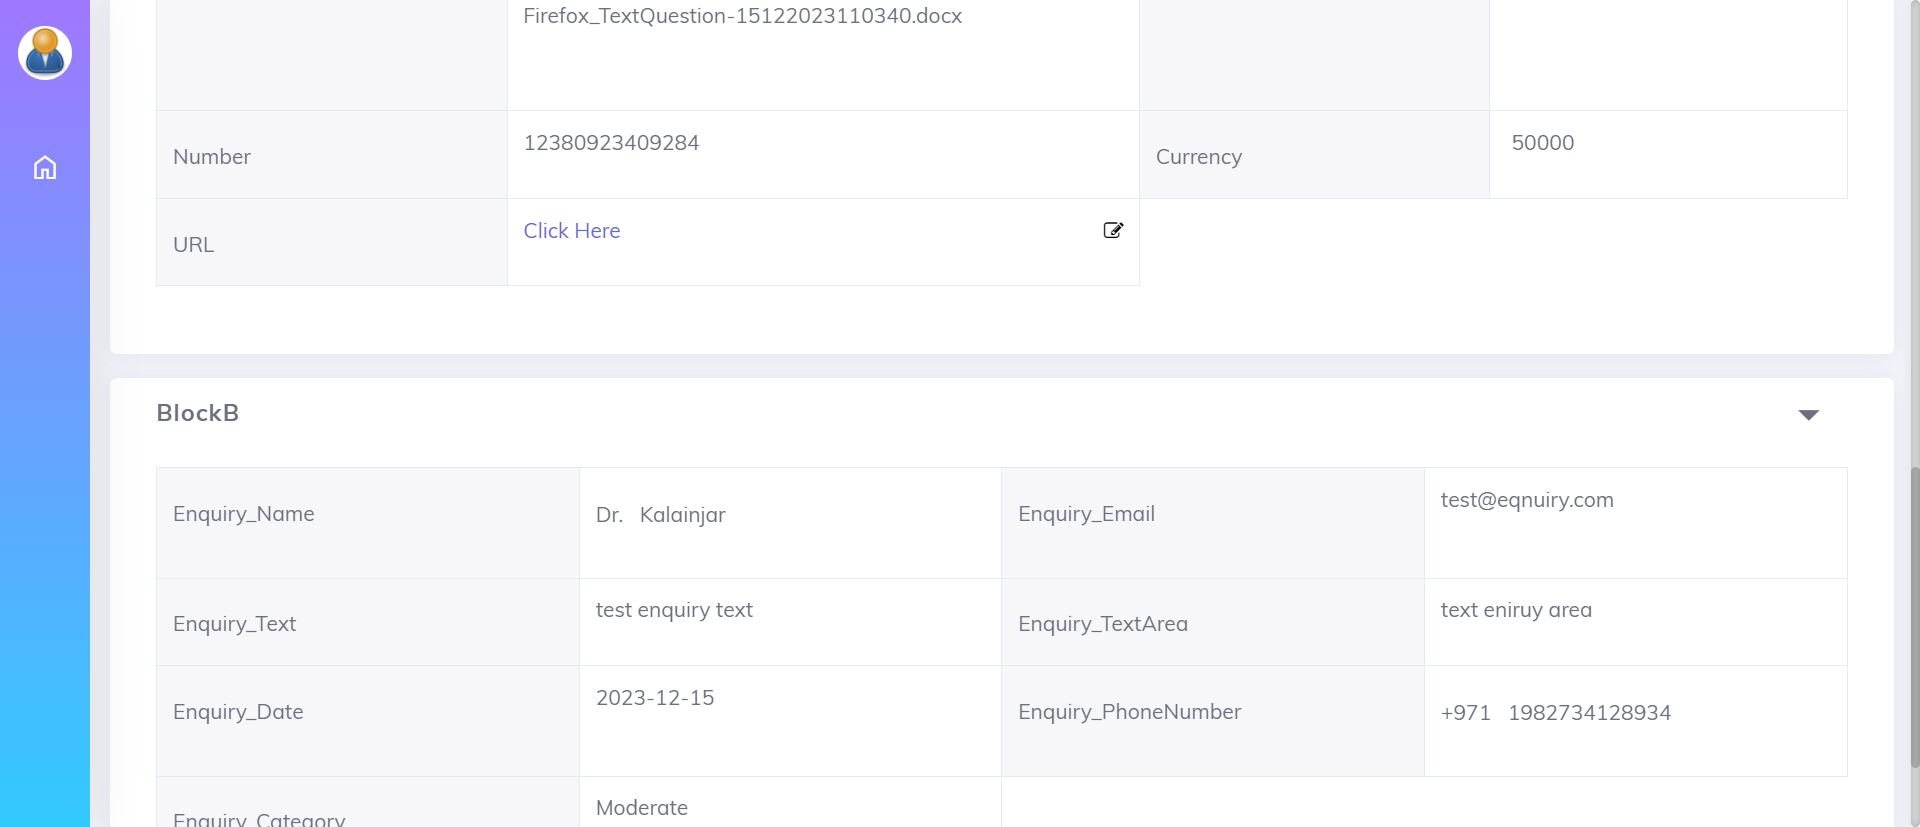 Firefox_TextQuestion-15122023110340.docx
Number 12380923409284 Currency 50000
URL Click Here
BlockB
Enquiry_Name Dr. Kalainjar Enquiry_Email test@eqnuiry.com
Enquiry_Text test enquiry text Enquiry_TextArea text eniruy area
Enquiry_Date 2023-12-15 Enquiry_PhoneNumber +971 1982734128934
Enquiry_Category Moderate